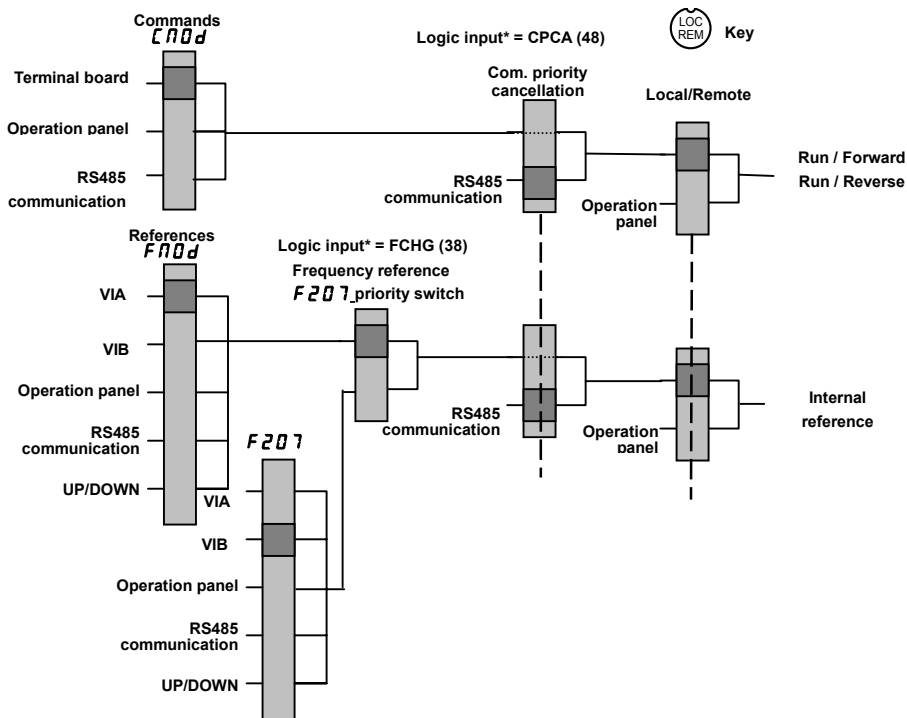 Commands
CMOd
Terminal board
Operation panel
RS485
communication
Logic input* = CPCA (48)
Com. priority
cancellation
RS485
communication
LOC
REM
Key
Local/Remote
Operation
panel
Run / Forward
Run / Reverse
References
FMOd
VIA
VIB
Operation panel
RS485
communication
UP/DOWN
Logic input* = FCHG (38)
Frequency reference
F207 priority switch
RS485
communication
Operation
panel
Internal
reference
F207
VIA
VIB
Operation panel
RS485
communication
UP/DOWN